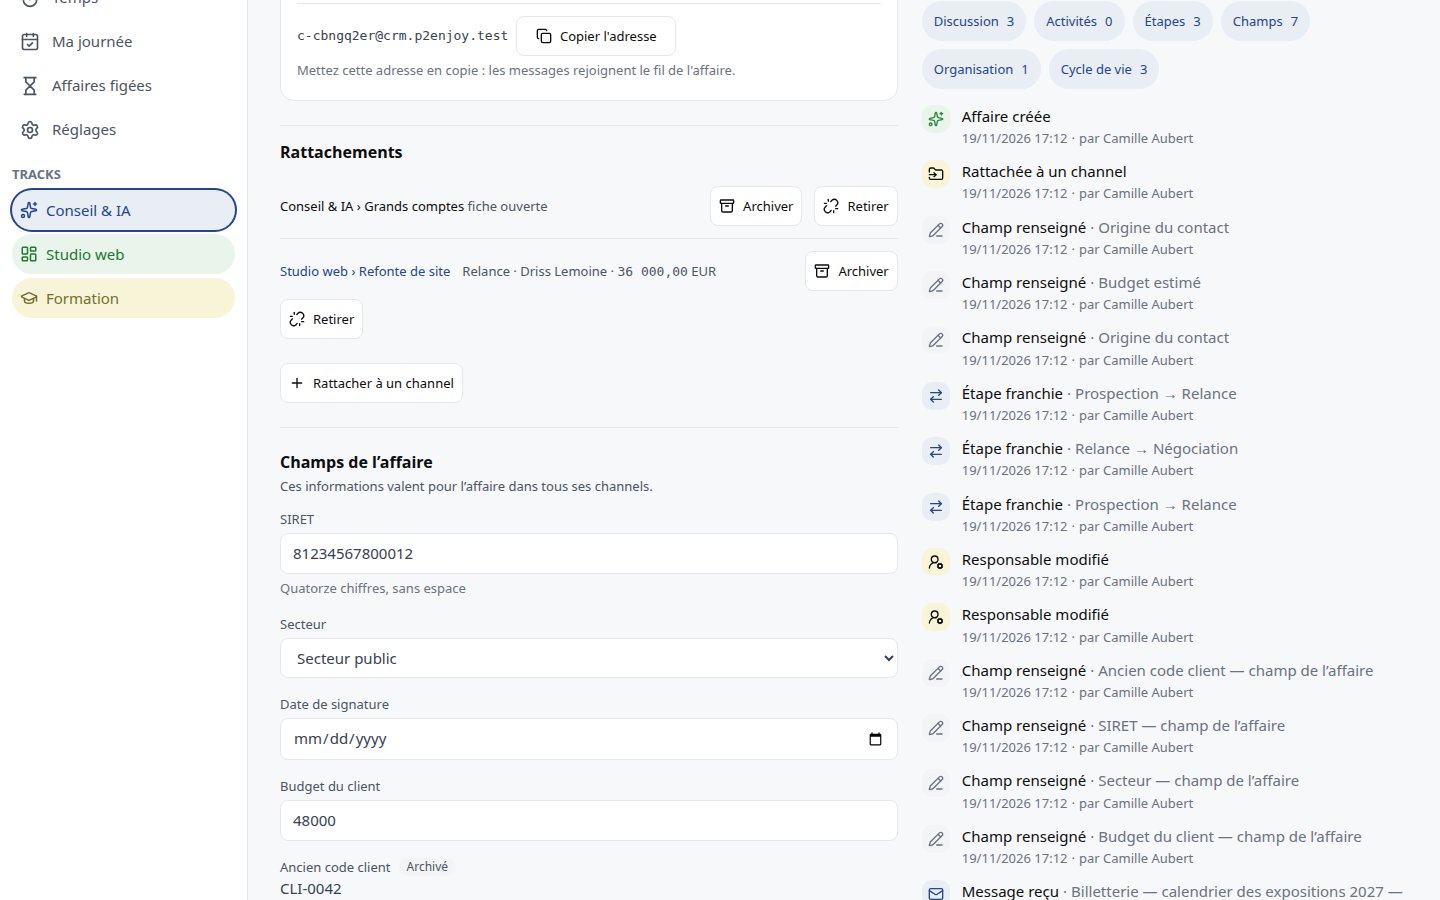 Temps
Ma journée
Affaires figées
Réglages
TRACKS
Conseil & IA
Studio web
Formation
c-cbngq2er@crm.p2enjoy.test
Copier l'adresse
Mettez cette adresse en copie : les messages rejoignent le fil de l'affaire.
Rattachements
Conseil & IA › Grands comptes fiche ouverte
Archiver
Retirer
Studio web › Refonte de site Relance · Driss Lemoine · 36 000,00 EUR
Archiver
Retirer
Rattacher à un channel
Champs de l’affaire
Ces informations valent pour l’affaire dans tous ses channels.
SIRET
81234567800012
Quatorze chiffres, sans espace
Secteur
Secteur public
Date de signature
mm/dd/yyyy
Budget du client
48000
Ancien code client Archivé
CLI-0042
Discussion 3
Activités 0
Étapes 3
Champs 7
Organisation 1
Cycle de vie 3
Affaire créée
19/11/2026 17:12 · par Camille Aubert
Rattachée à un channel
19/11/2026 17:12 · par Camille Aubert
Champ renseigné · Origine du contact
19/11/2026 17:12 · par Camille Aubert
Champ renseigné · Budget estimé
19/11/2026 17:12 · par Camille Aubert
Champ renseigné · Origine du contact
19/11/2026 17:12 · par Camille Aubert
Étape franchie · Prospection → Relance
19/11/2026 17:12 · par Camille Aubert
Étape franchie · Relance → Négociation
19/11/2026 17:12 · par Camille Aubert
Étape franchie · Prospection → Relance
19/11/2026 17:12 · par Camille Aubert
Responsable modifié
19/11/2026 17:12 · par Camille Aubert
Responsable modifié
19/11/2026 17:12 · par Camille Aubert
Champ renseigné · Ancien code client — champ de l’affaire
19/11/2026 17:12 · par Camille Aubert
Champ renseigné · SIRET — champ de l’affaire
19/11/2026 17:12 · par Camille Aubert
Champ renseigné · Secteur — champ de l’affaire
19/11/2026 17:12 · par Camille Aubert
Champ renseigné · Budget du client — champ de l’affaire
19/11/2026 17:12 · par Camille Aubert
Message reçu · Billetterie — calendrier des expositions 2027 —